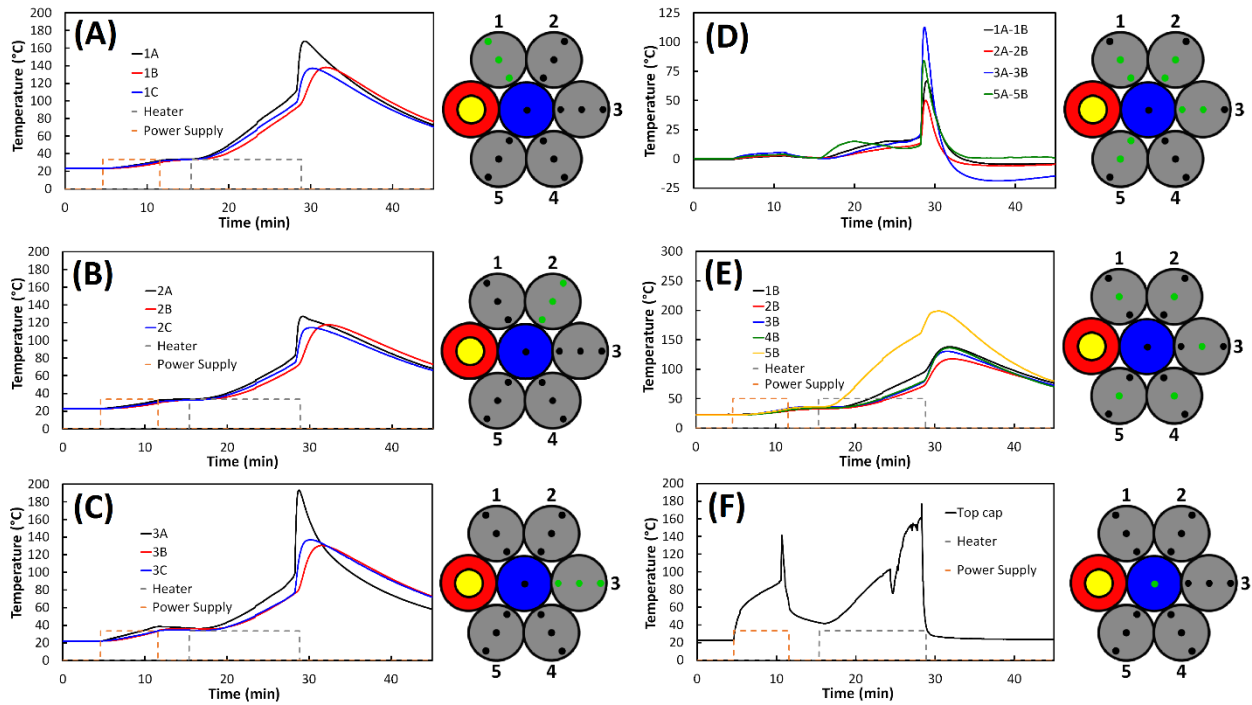 (A)
Temperature (°C)
200
180
160
140
120
100
80
60
40
20
0
1A
1B
1C
Heater
Power Supply
0 10 20 30 40
Time (min)
1 2
3
5 4
(B)
Temperature (°C)
200
180
160
140
120
100
80
60
40
20
0
2A
2B
2C
Heater
Power Supply
0 10 20 30 40
Time (min)
1 2
3
5 4
(C)
Temperature (°C)
200
180
160
140
120
100
80
60
40
20
0
3A
3B
3C
Heater
Power Supply
0 10 20 30 40
Time (min)
1 2
3
5 4
(D)
Temperature (°C)
125
100
75
50
25
0
-25
1A-1B
2A-2B
3A-3B
5A-5B
0 10 20 30 40
Time (min)
1 2
3
5 4
(E)
Temperature (°C)
300
250
200
150
100
50
0
1B
2B
3B
4B
5B
Heater
Power Supply
0 10 20 30 40
Time (min)
1 2
3
5 4
(F)
Temperature (°C)
200
180
160
140
120
100
80
60
40
20
0
Top cap
Heater
Power Supply
0 10 20 30 40
Time (min)
1 2
3
5 4